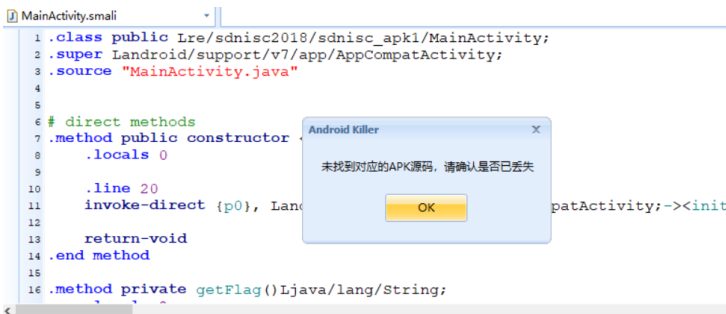 MainActivity.smali
1 .class public Lre/sdnisc2018/sdnisc_apk1/MainActivity;
2 .super Landroid/support/v7/app/AppCompatActivity;
3 .source "MainActivity.java"
4
5
6 # direct methods
7 .method public constructor
8 .locals 0
9
10 .line 20
11 invoke-direct {p0}, Lan patActivity;-><init
12
13 return-void
14 .end method
15
16 .method private getFlag()Ljava/lang/String;
Android Killer
未找到对应的APK源码，请确认是否已丢失
OK